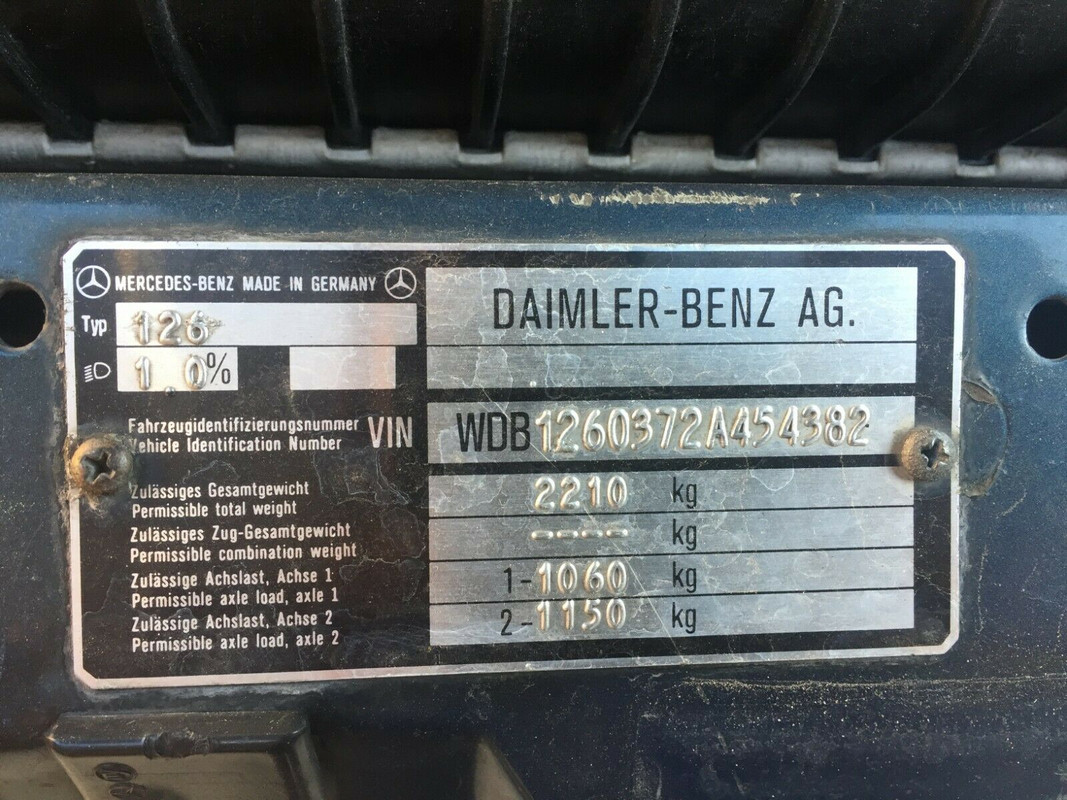 MERCEDES-BENZ MADE IN GERMANY
DAIMLER-BENZ AG.
Typ 126
1.0%
Fahrzeugidentifizierungsnummer
Vehicle Identification Number
VIN WDB1260372A454382
Zulässiges Gesamtgewicht
Permissible total weight
2210 kg
Zulässiges Zug-Gesamtgewicht
Permissible combination weight
---- kg
Zulässige Achslast, Achse 1
Permissible axle load, axle 1
1-1060 kg
Zulässige Achslast, Achse 2
Permissible axle load, axle 2
2-1150 kg